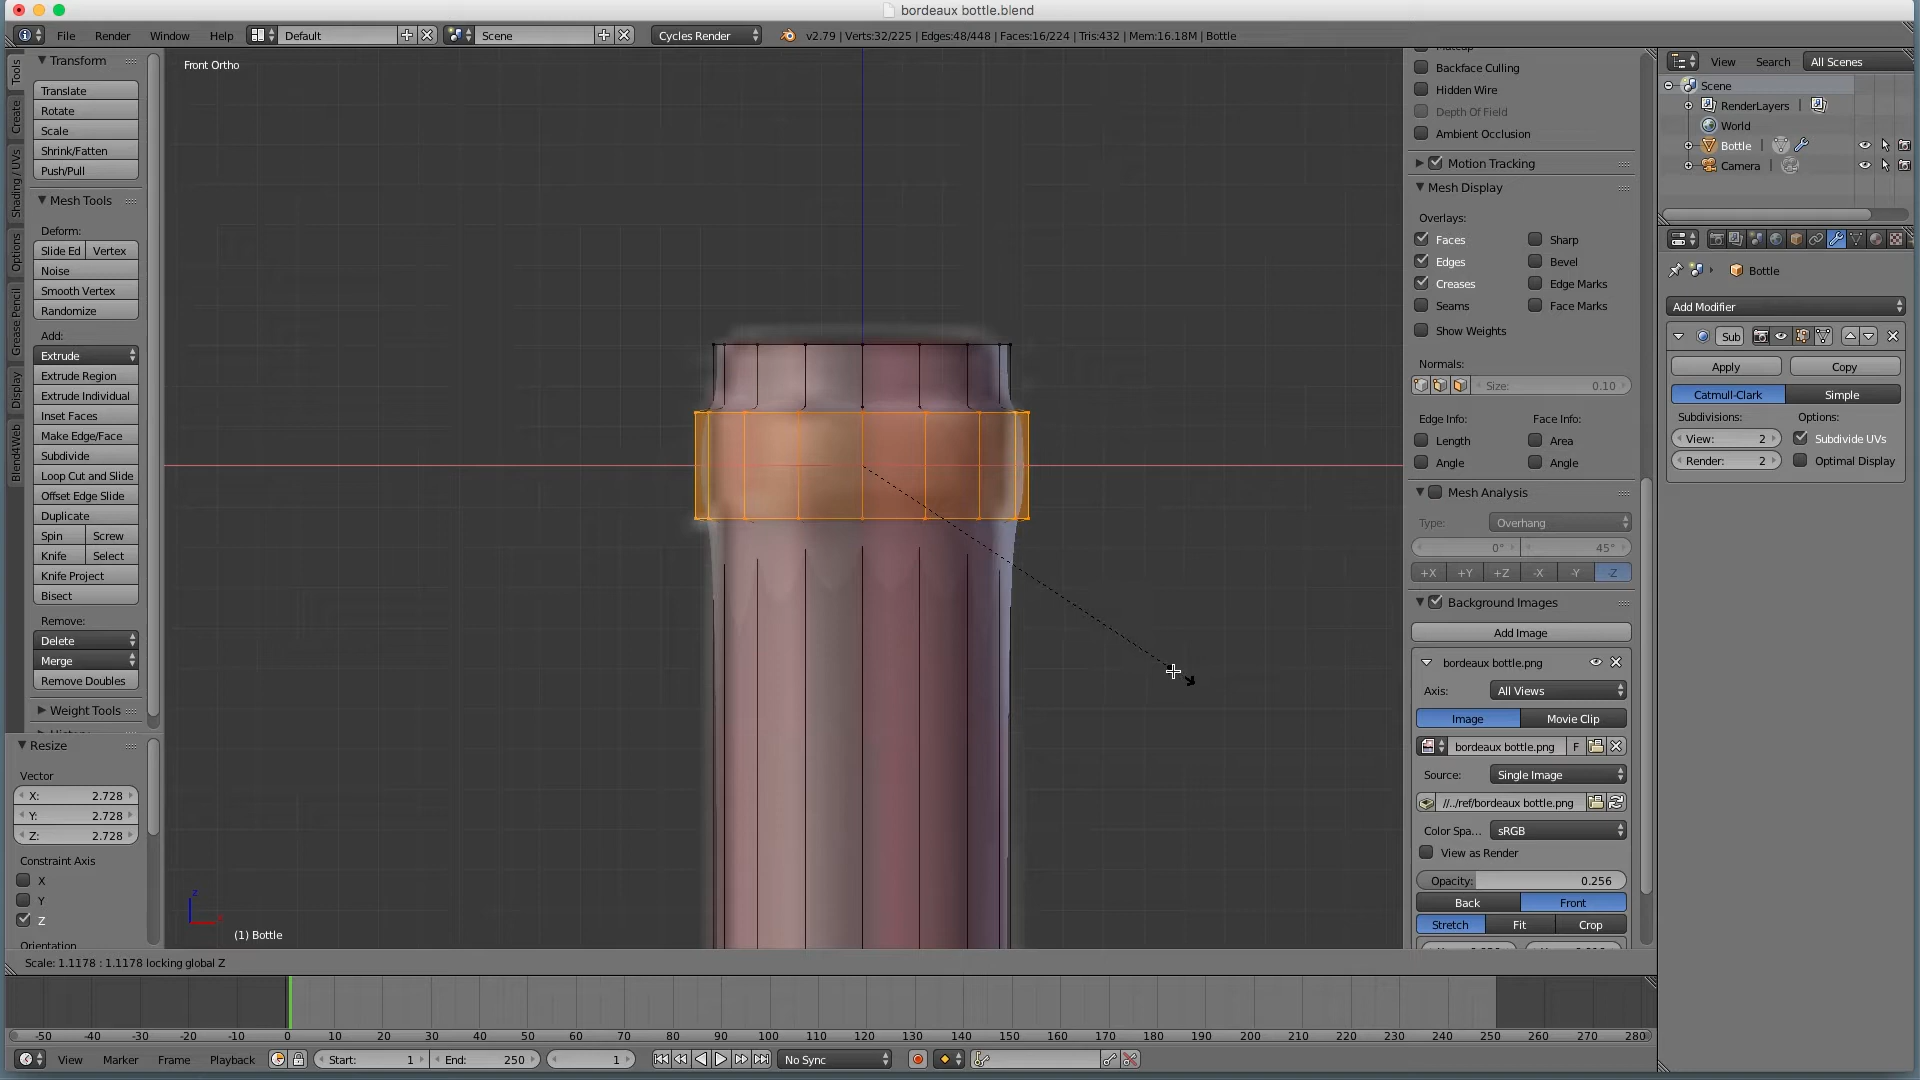 bordeaux bottle.blend
File Render Window Help Default Scene Cycles Render v2.79 | Verts:32/225 | Edges:48/448 | Faces:16/224 | Tris:432 | Mem:16.18M | Bottle
Tools
Create
Shading / UVs
Options
Grease Pencil
Display
Blend4Web
Transform
Translate
Rotate
Scale
Shrink/Fatten
Push/Pull
Mesh Tools
Deform:
Slide Ed Vertex
Noise
Smooth Vertex
Randomize
Add:
Extrude
Extrude Region
Extrude Individual
Inset Faces
Make Edge/Face
Subdivide
Loop Cut and Slide
Offset Edge Slide
Duplicate
Spin Screw
Knife Select
Knife Project
Bisect
Remove:
Delete
Merge
Remove Doubles
Weight Tools
Resize
Vector
X: 2.728
Y: 2.728
Z: 2.728
Constraint Axis
X
Y
Z
Orientation
Front Ortho
z
(1) Bottle
Scale: 1.1178 : 1.1178 locking global Z
Backface Culling
Hidden Wire
Depth Of Field
Ambient Occlusion
Motion Tracking
Mesh Display
Overlays:
Faces Sharp
Edges Bevel
Creases Edge Marks
Seams Face Marks
Show Weights
Normals:
Size: 0.10
Edge Info: Face Info:
Length Area
Angle Angle
Mesh Analysis
Type: Overhang
0° 45°
+X +Y +Z -X -Y -Z
Background Images
Add Image
bordeaux bottle.png
Axis: All Views
Image Movie Clip
bordeaux bottle.png F
Source: Single Image
//../ref/bordeaux bottle.png
Color Spa... sRGB
View as Render
Opacity: 0.256
Back Front
Stretch Fit Crop
View Search All Scenes
Scene
RenderLayers
World
Bottle
Camera
Bottle
Add Modifier
Sub
Apply Copy
Catmull-Clark Simple
Subdivisions: Options:
View: 2 Subdivide UVs
Render: 2 Optimal Display
-50 -40 -30 -20 -10 0 10 20 30 40 50 60 70 80 90 100 110 120 130 140 150 160 170 180 190 200 210 220 230 240 250 260 270 280
View Marker Frame Playback Start: 1 End: 250 1 No Sync